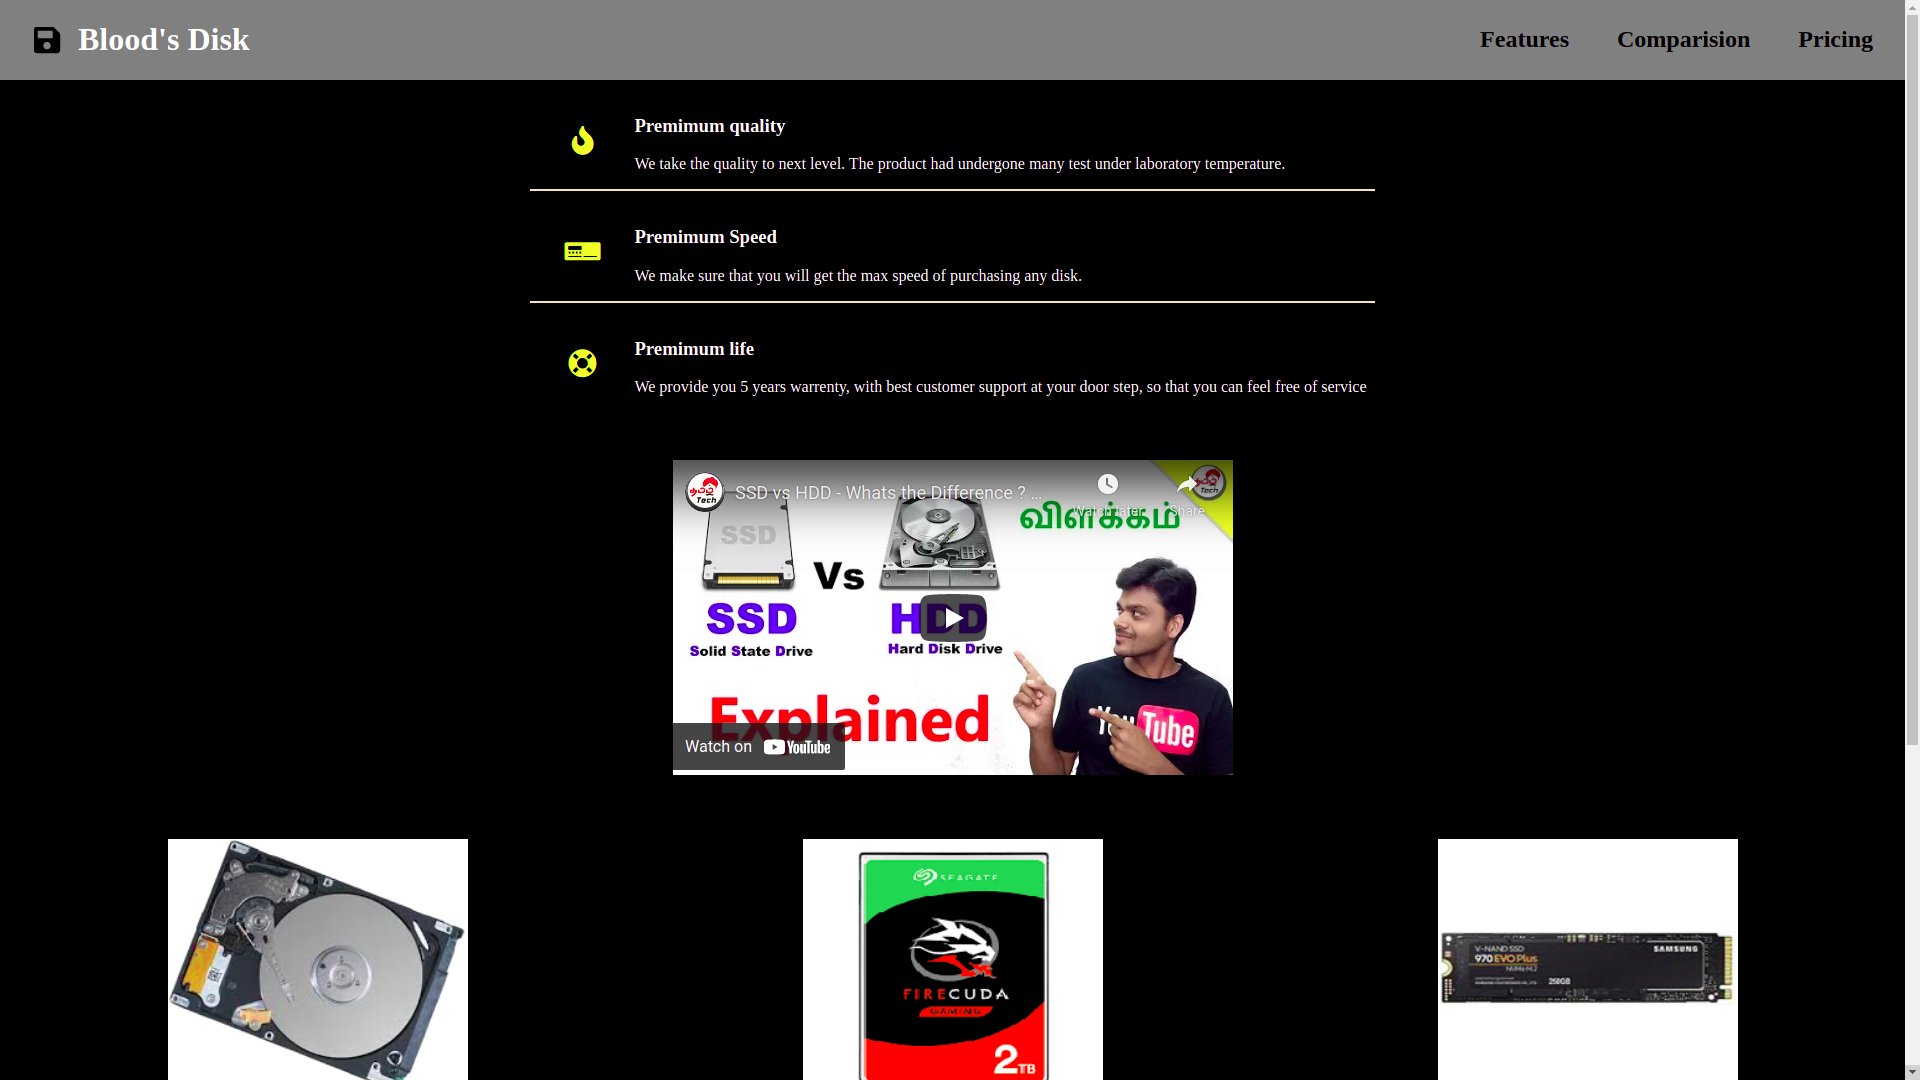 Blood's Disk
Features
Comparision
Pricing
Premimum quality
We take the quality to next level. The product had undergone many test under laboratory temperature.
Premimum Speed
We make sure that you will get the max speed of purchasing any disk.
Premimum life
We provide you 5 years warrenty, with best customer support at your door step, so that you can feel free of service
தமிழ்
Tech
SSD vs HDD - Whats the Difference ? ...
Watch later
Share
Tech
விளக்கம்
SSD
Vs
SSD
HDD
Solid State Drive
Hard Disk Drive
Explained
YouTube
Watch on YouTube
SEAGATE
FIRECUDA
GAMING
2TB
V-NAND SSD
SAMSUNG
970 EVO Plus
NVMe M.2
250GB